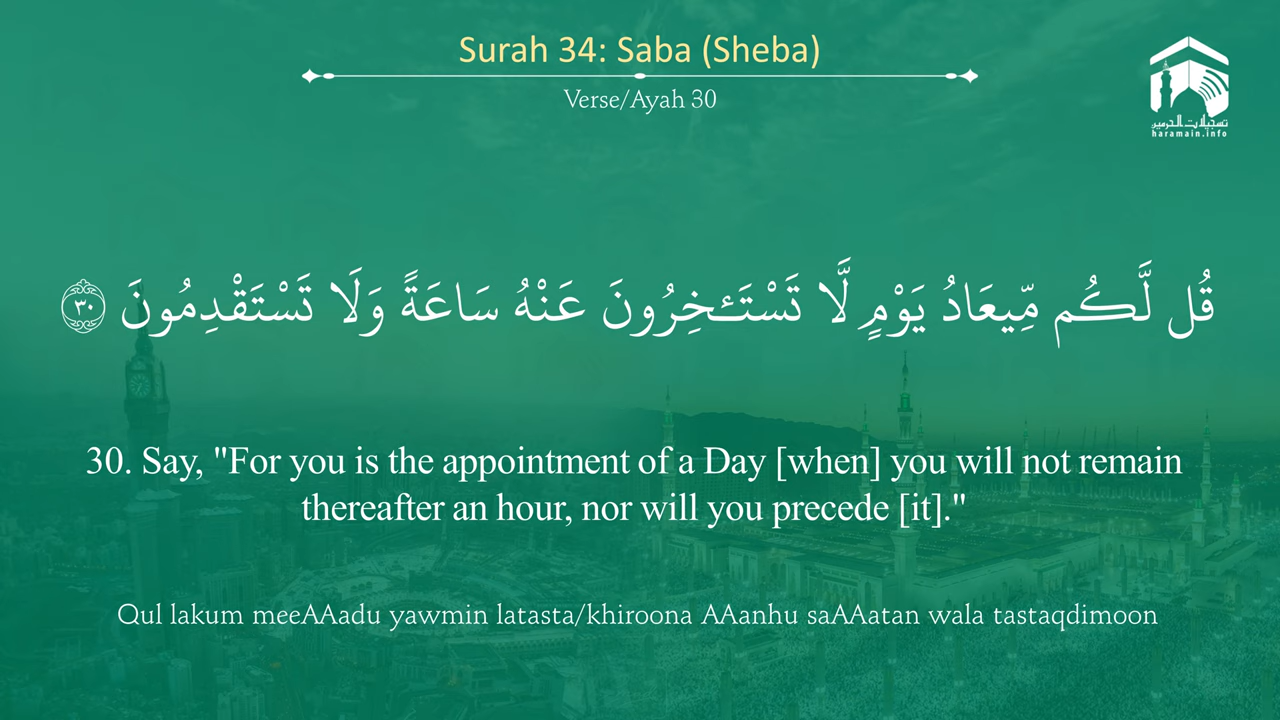 Surah 34: Saba (Sheba)
Verse/Ayah 30
تسجيلات الحرمين
haramain.info
قُل لَّكُم مِّيعَادُ يَوْمٍ لَّا تَسْتَـْٔخِرُونَ عَنْهُ سَاعَةً وَلَا تَسْتَقْدِمُونَ ٣٠
30. Say, "For you is the appointment of a Day [when] you will not remain
thereafter an hour, nor will you precede [it]."
Qul lakum meeAAadu yawmin latasta/khiroona AAanhu saAAatan wala tastaqdimoon